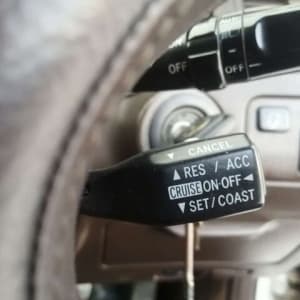 OFF
OFF
▼ CANCEL
▲ RES / ACC
CRUISE ON·OFF ◄
▼ SET / COAST